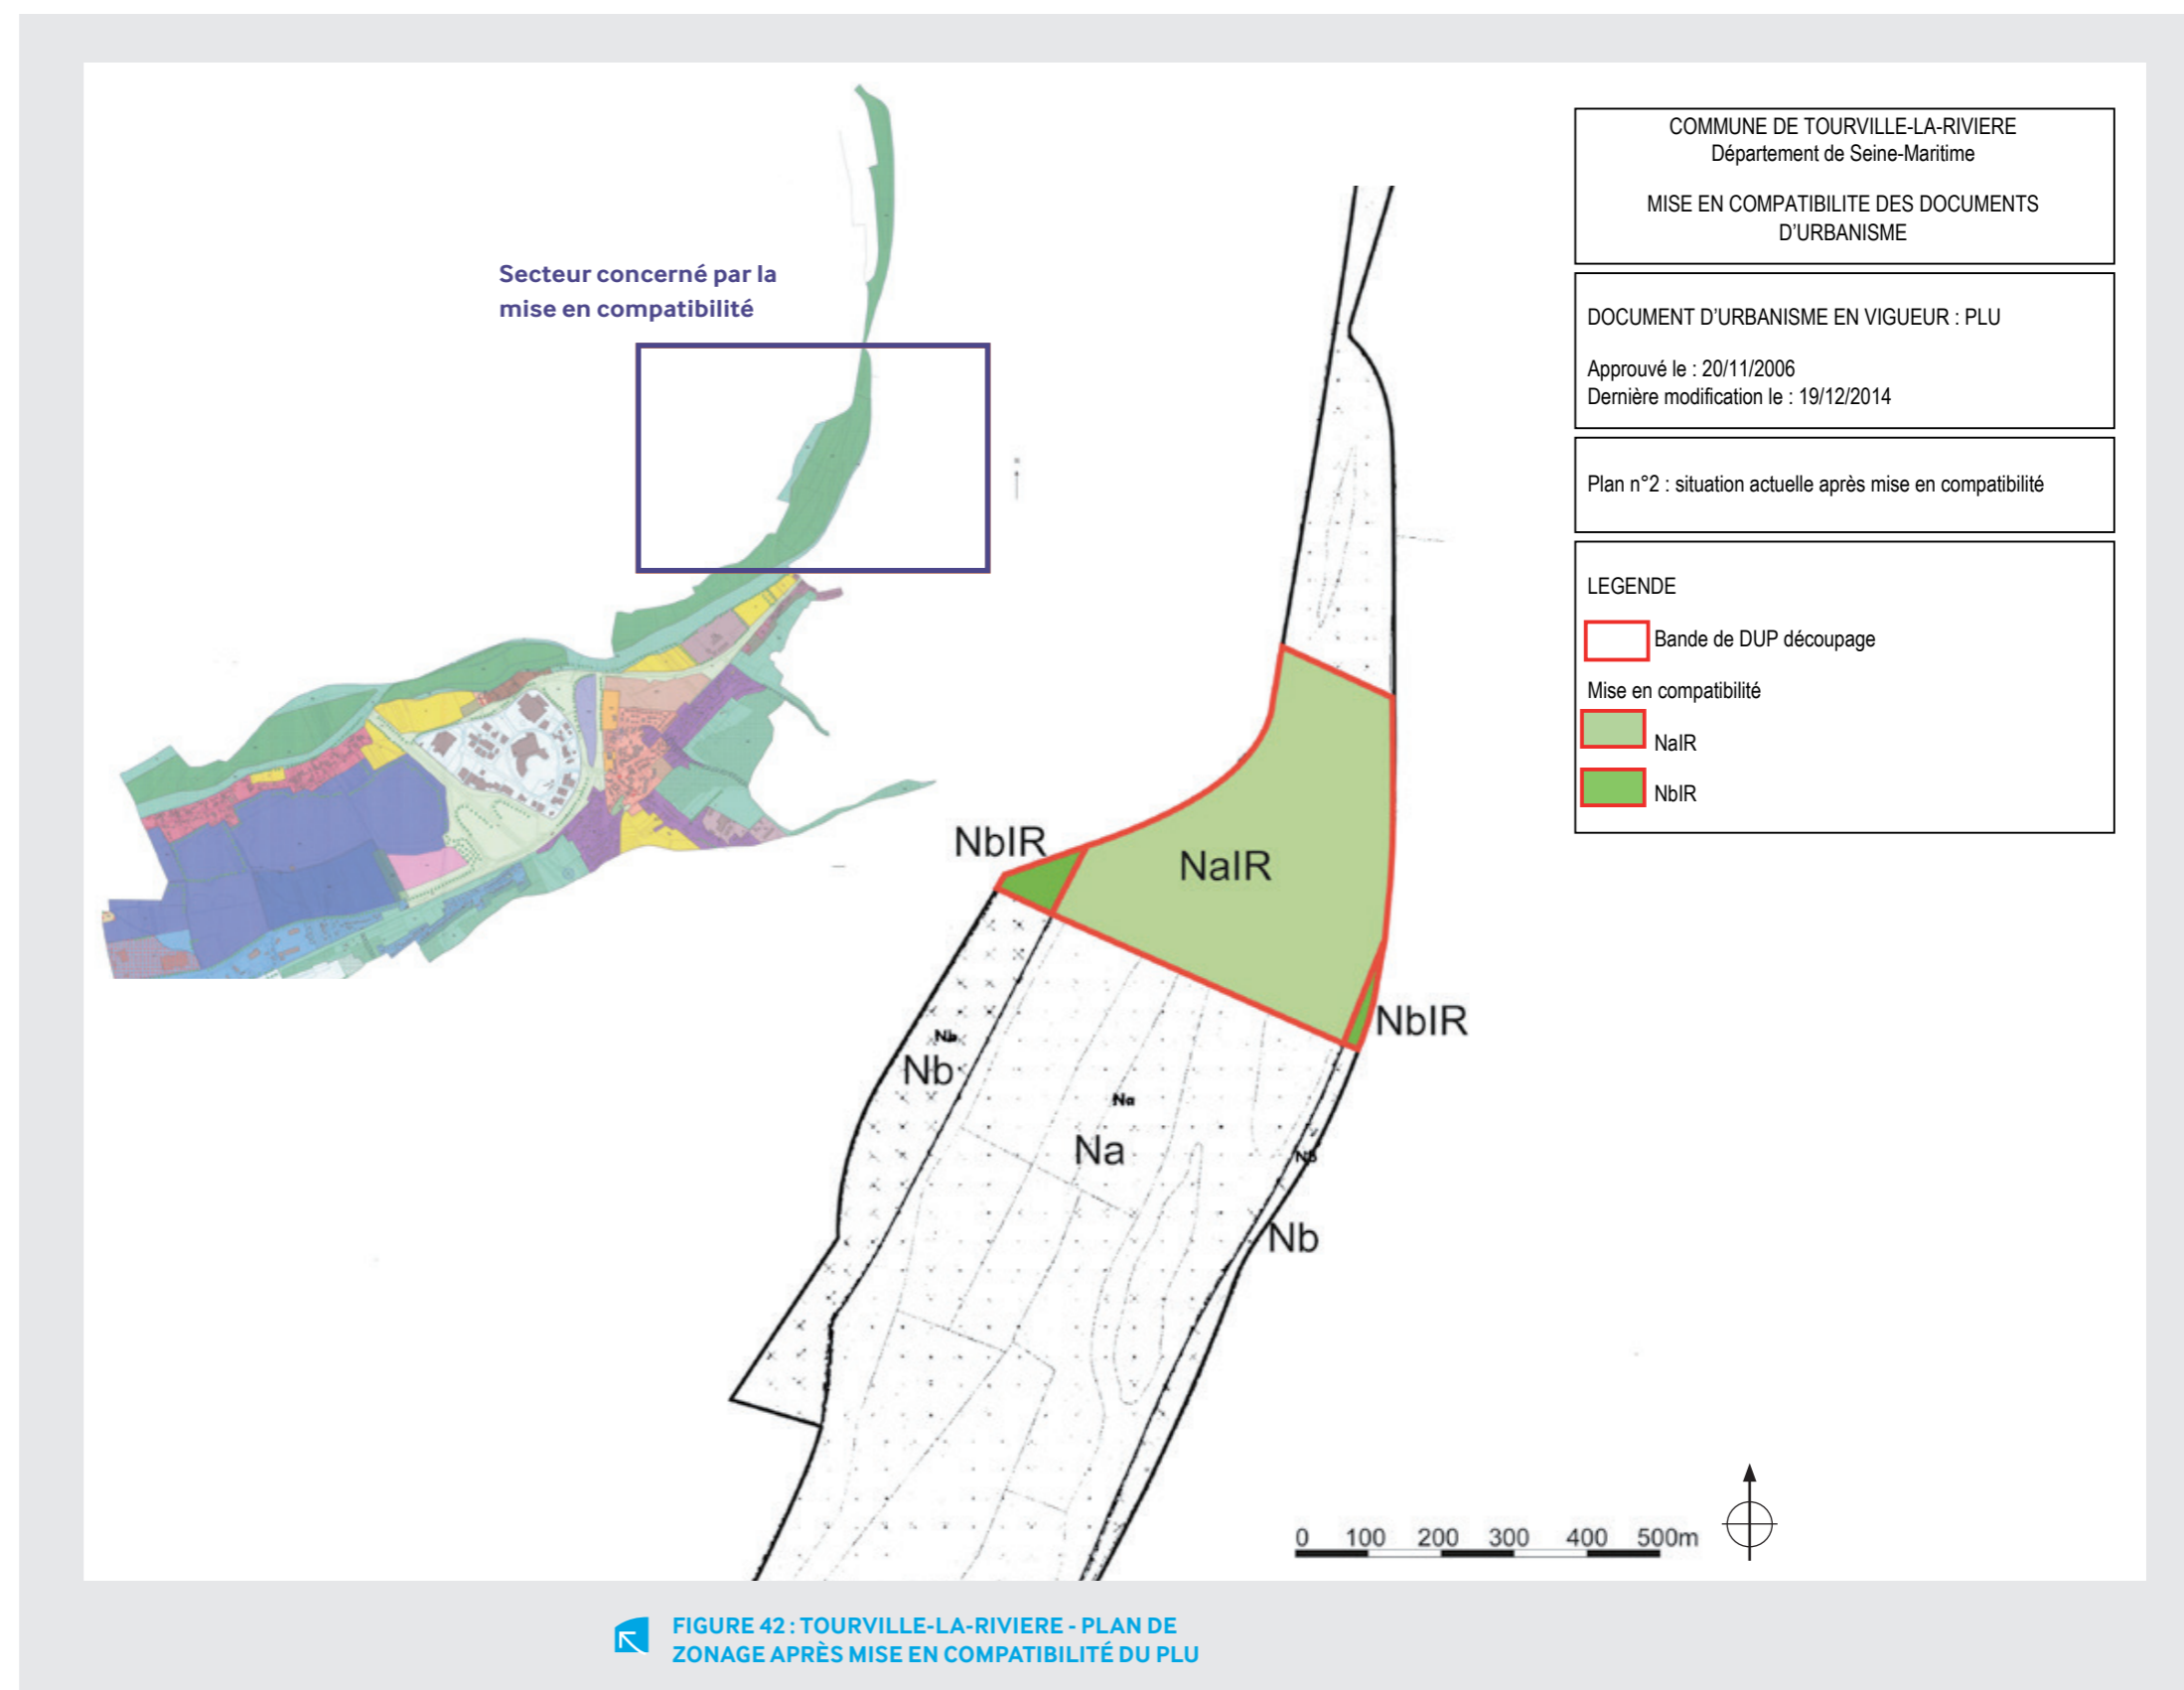 Secteur concerné par la
mise en compatibilité
COMMUNE DE TOURVILLE-LA-RIVIERE
Département de Seine-Maritime
MISE EN COMPATIBILITE DES DOCUMENTS
D'URBANISME
DOCUMENT D'URBANISME EN VIGUEUR : PLU
Approuvé le : 20/11/2006
Dernière modification le : 19/12/2014
Plan n°2 : situation actuelle après mise en compatibilité
LEGENDE
Bande de DUP découpage
Mise en compatibilité
NaIR
NbIR
NbIR
NaIR
NbIR
Nb
Nb
Na
Na
Nb
Nb
0 100 200 300 400 500m
FIGURE 42 : TOURVILLE-LA-RIVIERE - PLAN DE
ZONAGE APRÈS MISE EN COMPATIBILITÉ DU PLU